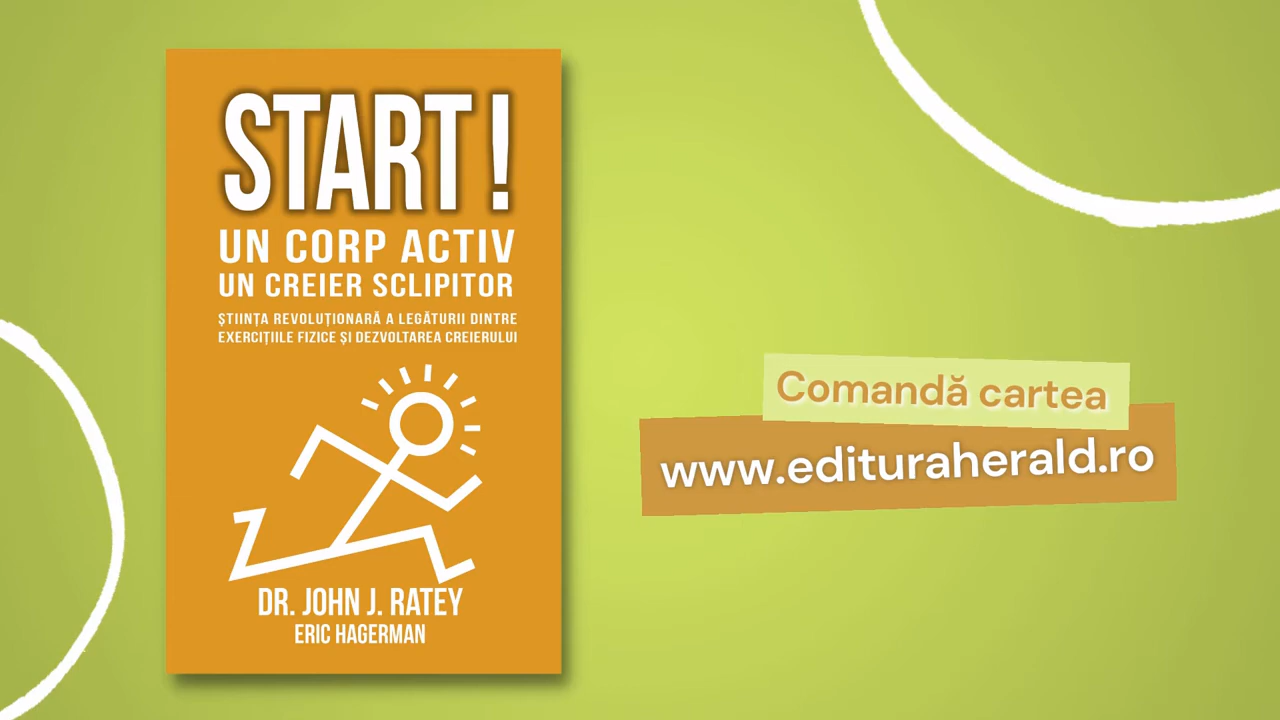 START !
UN CORP ACTIV
UN CREIER SCLIPITOR
ȘTIINȚA REVOLUȚIONARĂ A LEGĂTURII DINTRE
EXERCIȚIILE FIZICE ȘI DEZVOLTAREA CREIERULUI
DR. JOHN J. RATEY
ERIC HAGERMAN
Comandă cartea
www.edituraherald.ro